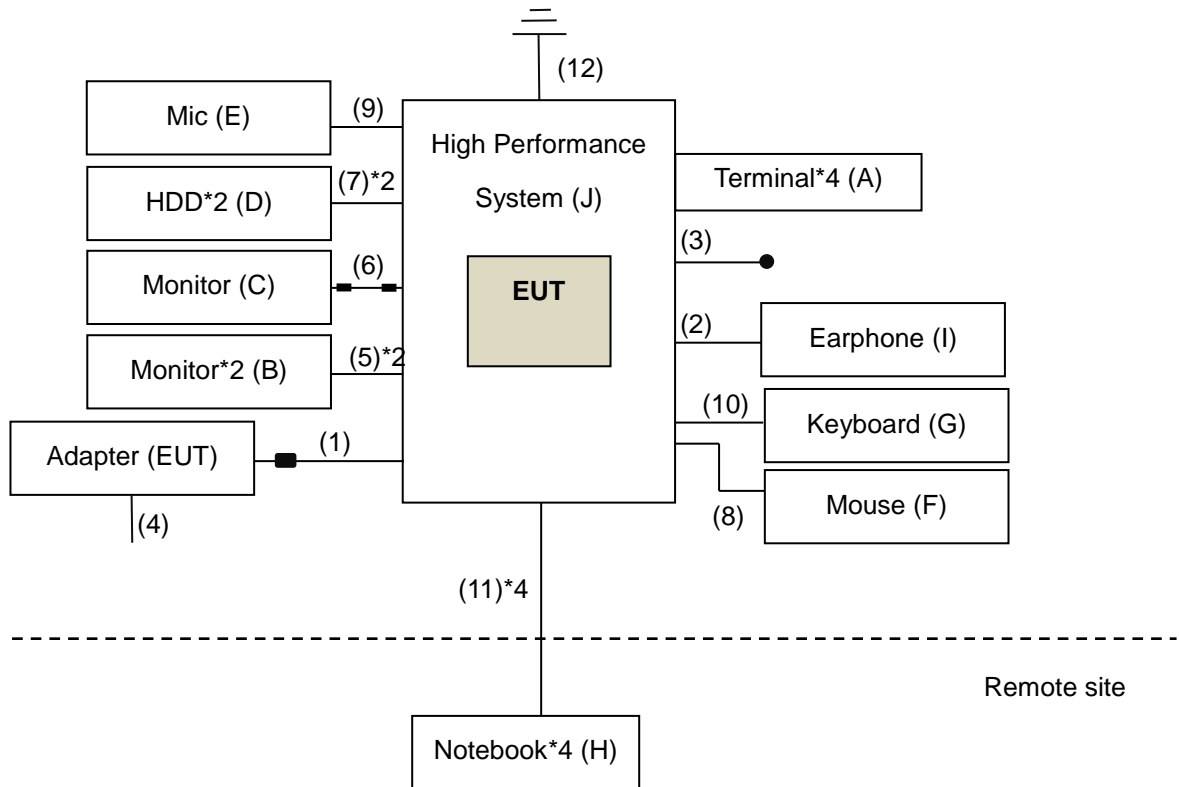 (12)
Mic (E)
(9)
High Performance
System (J)
HDD*2 (D)
(7)*2
Terminal*4 (A)
(3)
Monitor (C)
(6)
EUT
(2)
Earphone (I)
Monitor*2 (B)
(5)*2
(10)
Keyboard (G)
Adapter (EUT)
(1)
Mouse (F)
(8)
(4)
(11)*4
Remote site
Notebook*4 (H)